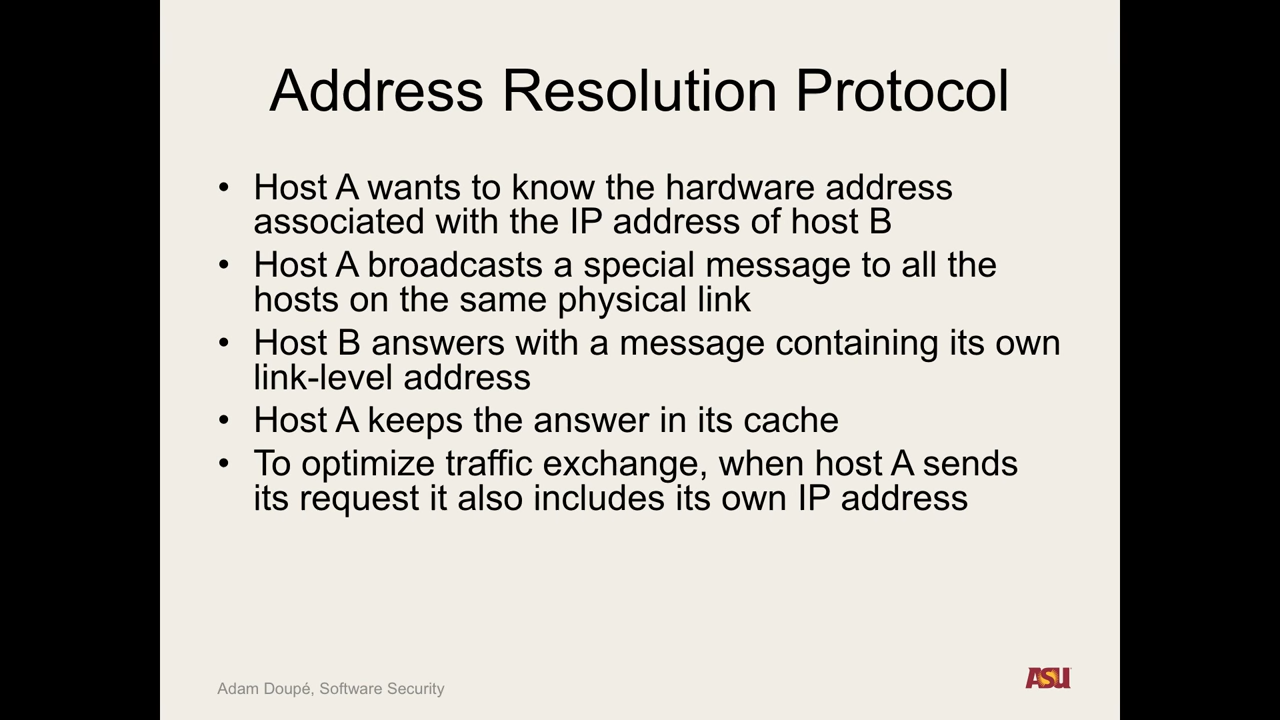 Address Resolution Protocol
• Host A wants to know the hardware address
associated with the IP address of host B
• Host A broadcasts a special message to all the
hosts on the same physical link
• Host B answers with a message containing its own
link-level address
• Host A keeps the answer in its cache
• To optimize traffic exchange, when host A sends
its request it also includes its own IP address
Adam Doupé, Software Security
ASU